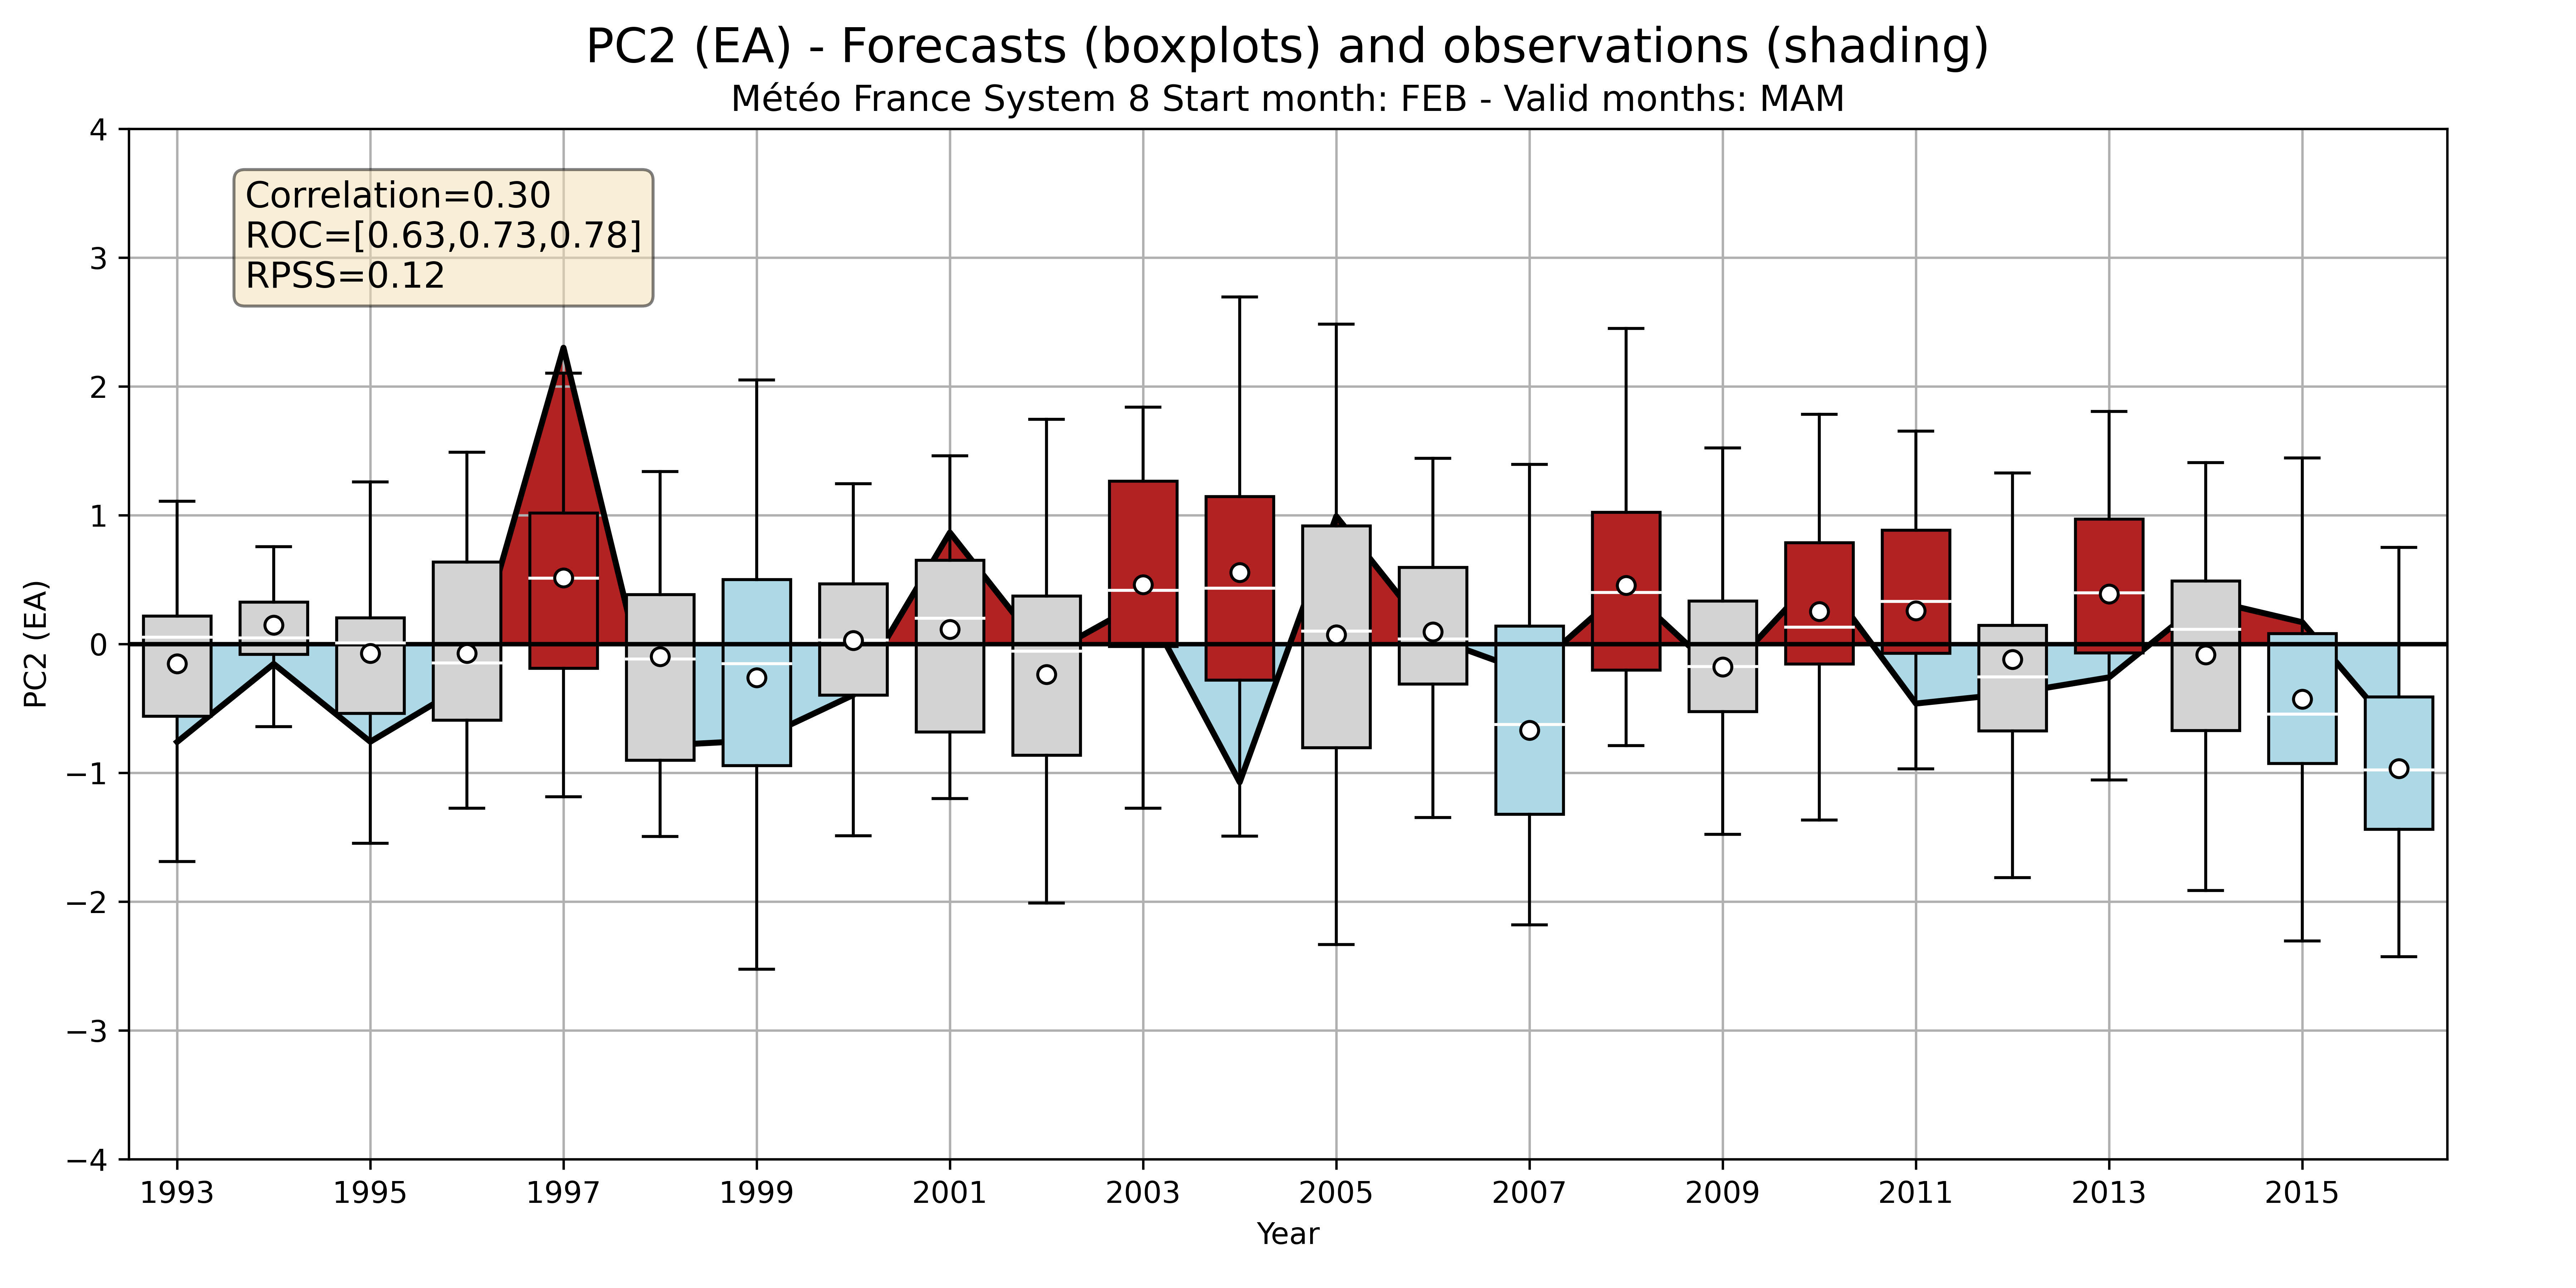 PC2 (EA) - Forecasts (boxplots) and observations (shading)
Météo France System 8 Start month: FEB - Valid months: MAM
Correlation=0.30
ROC=[0.63,0.73,0.78]
RPSS=0.12
4
3
2
1
0
−1
−2
−3
−4
PC2 (EA)
1993 1995 1997 1999 2001 2003 2005 2007 2009 2011 2013 2015
Year